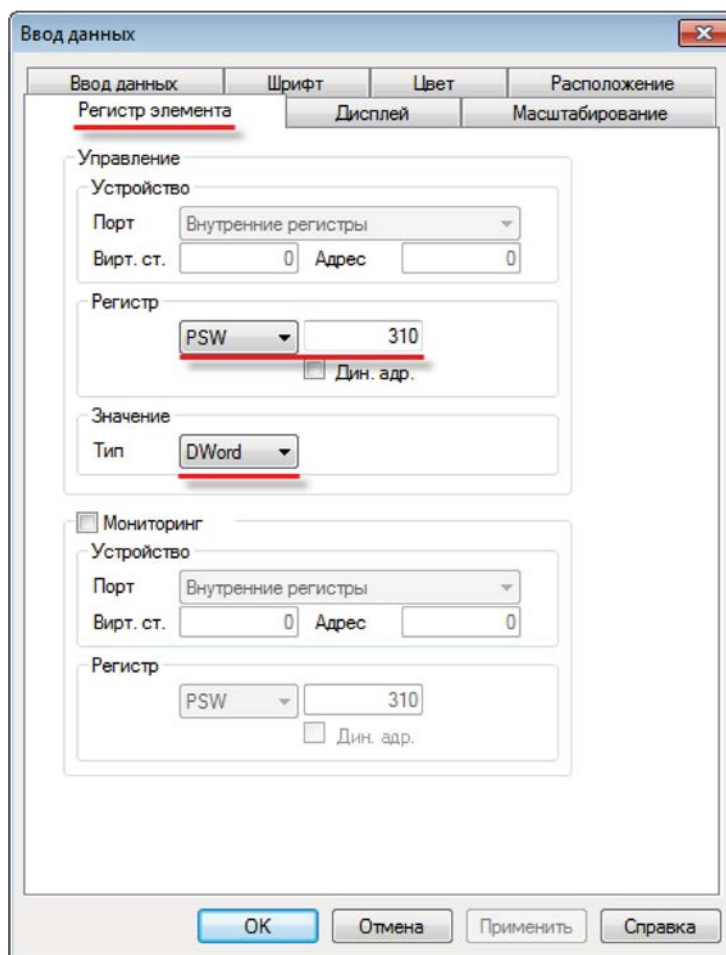 Ввод данных
Ввод данных Шрифт Цвет Расположение
Регистр элемента Дисплей Масштабирование
Управление
Устройство
Порт Внутренние регистры
Вирт. ст. 0 Адрес 0
Регистр
PSW 310
Дин. адр.
Значение
Тип DWord
Мониторинг
Устройство
Порт Внутренние регистры
Вирт. ст. 0 Адрес 0
Регистр
PSW 310
Дин. адр.
OK Отмена Применить Справка